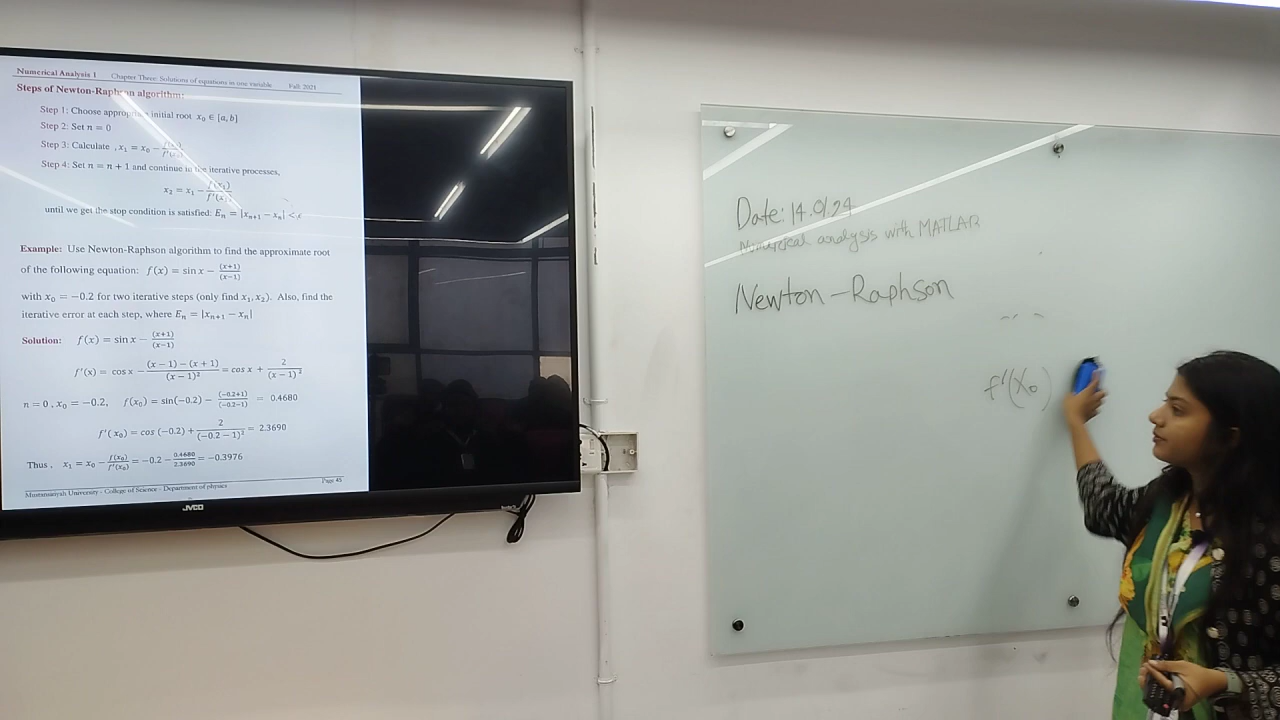 Numerical Analysis I Chapter Three: Solutions of equations in one variable Fall: 2021
Steps of Newton-Raphson algorithm:
Step 1: Choose appropriate initial root x₀ ∈ [a, b]
Step 2: Set n = 0
Step 3: Calculate , x₁ = x₀ − f(x₀)/f′(x₀)
Step 4: Set n = n + 1 and continue in the iterative processes,
x₂ = x₁ − f(x₁)/f′(x₁)
until we get the stop condition is satisfied: Eₙ = |xₙ₊₁ − xₙ| <
Example: Use Newton-Raphson algorithm to find the approximate root
of the following equation: f(x) = sin x − (x+1)/(x−1)
with x₀ = −0.2 for two iterative steps (only find x₁, x₂). Also, find the
iterative error at each step, where Eₙ = |xₙ₊₁ − xₙ|
Solution: f(x) = sin x − (x+1)/(x−1)
f′(x) = cos x − ((x − 1) − (x + 1))/(x − 1)² = cos x + 2/(x − 1)²
n = 0 , x₀ = −0.2, f(x₀) = sin(−0.2) − (−0.2+1)/(−0.2−1) = 0.4680
f′( x₀) = cos (−0.2) + 2/(−0.2 − 1)² = 2.3690
Thus , x₁ = x₀ − f(x₀)/f′(x₀) = −0.2 − 0.4680/2.3690 = −0.3976
Mustansiriyah University - College of Science - Department of physics Page 45
JVCO
Date: 14.01.24
Numerical analysis with MATLAB
Newton-Raphson
f'(x₀)